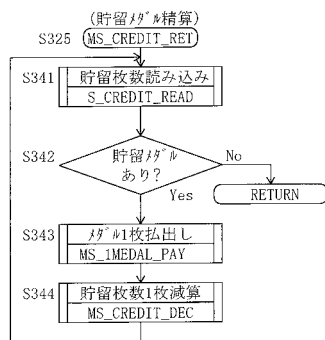 (貯留ﾒﾀﾞﾙ精算)
S325 MS_CREDIT_RET
S341 貯留枚数読み込み
S_CREDIT_READ
S342 貯留ﾒﾀﾞﾙ
あり?
No
Yes
RETURN
S343 ﾒﾀﾞﾙ1枚払出し
MS_1MEDAL_PAY
S344 貯留枚数1枚減算
MS_CREDIT_DEC